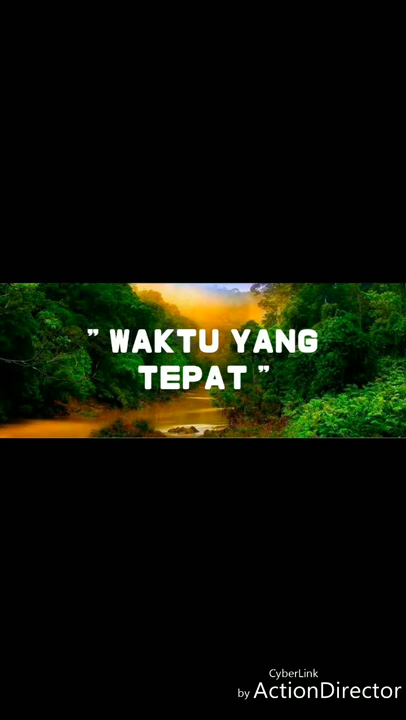 ” WAKTU YANG
TEPAT ”
CyberLink
by ActionDirector